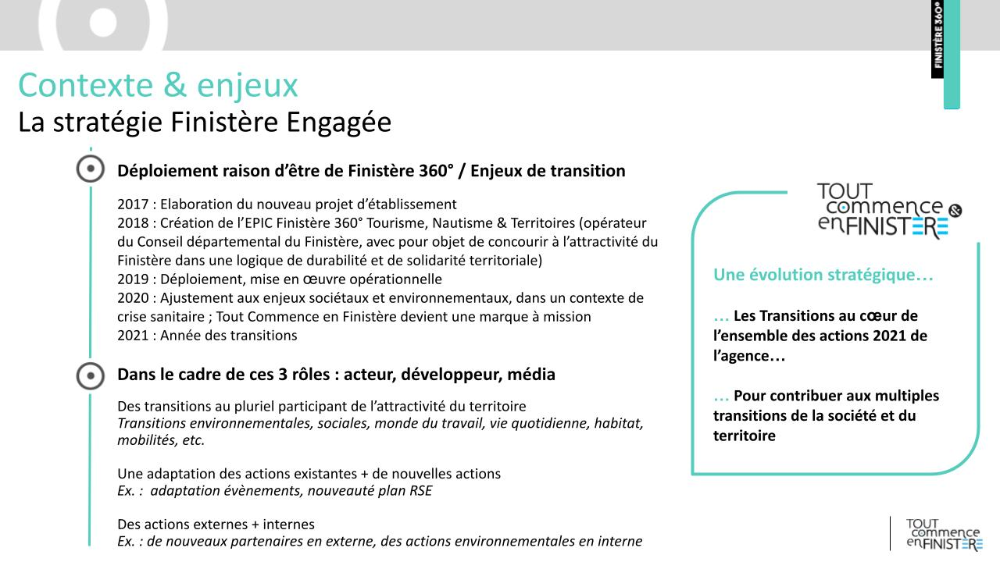 FINISTÈRE 360°
Contexte & enjeux
La stratégie Finistère Engagée
Déploiement raison d’être de Finistère 360° / Enjeux de transition
2017 : Elaboration du nouveau projet d’établissement
2018 : Création de l’EPIC Finistère 360° Tourisme, Nautisme & Territoires (opérateur
du Conseil départemental du Finistère, avec pour objet de concourir à l’attractivité du
Finistère dans une logique de durabilité et de solidarité territoriale)
2019 : Déploiement, mise en œuvre opérationnelle
2020 : Ajustement aux enjeux sociétaux et environnementaux, dans un contexte de
crise sanitaire ; Tout Commence en Finistère devient une marque à mission
2021 : Année des transitions
Dans le cadre de ces 3 rôles : acteur, développeur, média
Des transitions au pluriel participant de l’attractivité du territoire
Transitions environnementales, sociales, monde du travail, vie quotidienne, habitat,
mobilités, etc.
Une adaptation des actions existantes + de nouvelles actions
Ex. :  adaptation évènements, nouveauté plan RSE
Des actions externes + internes
Ex. : de nouveaux partenaires en externe, des actions environnementales en interne
TOUT
commence &
en FINISTÈRE
Une évolution stratégique…
… Les Transitions au cœur de
l’ensemble des actions 2021 de
l’agence…
… Pour contribuer aux multiples
transitions de la société et du
territoire
TOUT
commence &
en FINISTÈRE